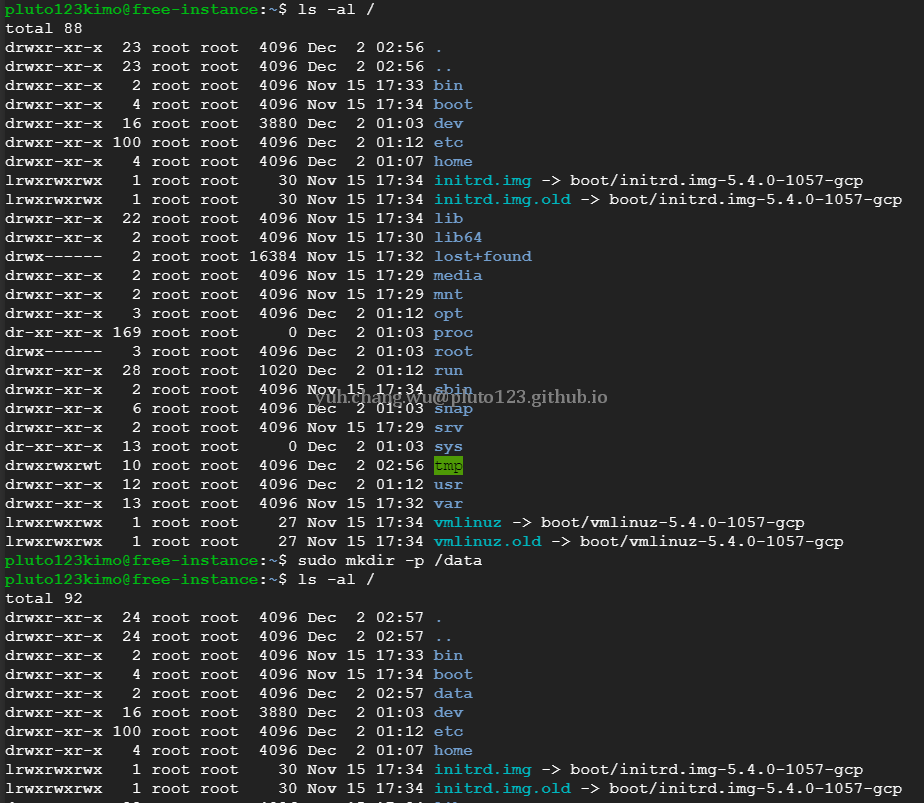 pluto123kimo@free-instance:~$ ls -al /
total 88
drwxr-xr-x  23 root root  4096 Dec  2 02:56 .
drwxr-xr-x  23 root root  4096 Dec  2 02:56 ..
drwxr-xr-x   2 root root  4096 Nov 15 17:33 bin
drwxr-xr-x   4 root root  4096 Nov 15 17:34 boot
drwxr-xr-x  16 root root  3880 Dec  2 01:03 dev
drwxr-xr-x 100 root root  4096 Dec  2 01:12 etc
drwxr-xr-x   4 root root  4096 Dec  2 01:07 home
lrwxrwxrwx   1 root root    30 Nov 15 17:34 initrd.img -> boot/initrd.img-5.4.0-1057-gcp
lrwxrwxrwx   1 root root    30 Nov 15 17:34 initrd.img.old -> boot/initrd.img-5.4.0-1057-gcp
drwxr-xr-x  22 root root  4096 Nov 15 17:34 lib
drwxr-xr-x   2 root root  4096 Nov 15 17:30 lib64
drwx------   2 root root 16384 Nov 15 17:32 lost+found
drwxr-xr-x   2 root root  4096 Nov 15 17:29 media
drwxr-xr-x   2 root root  4096 Nov 15 17:29 mnt
drwxr-xr-x   3 root root  4096 Dec  2 01:12 opt
dr-xr-xr-x 169 root root     0 Dec  2 01:03 proc
drwx------   3 root root  4096 Dec  2 01:03 root
drwxr-xr-x  28 root root  1020 Dec  2 01:12 run
drwxr-xr-x   2 root root  4096 Nov 15 17:34 sbin
yuh.chang.wu@pluto123.github.io
drwxr-xr-x   6 root root  4096 Dec  2 01:03 snap
drwxr-xr-x   2 root root  4096 Nov 15 17:29 srv
dr-xr-xr-x  13 root root     0 Dec  2 01:03 sys
drwxrwxrwt  10 root root  4096 Dec  2 02:56 tmp
drwxr-xr-x  12 root root  4096 Dec  2 01:12 usr
drwxr-xr-x  13 root root  4096 Nov 15 17:32 var
lrwxrwxrwx   1 root root    27 Nov 15 17:34 vmlinuz -> boot/vmlinuz-5.4.0-1057-gcp
lrwxrwxrwx   1 root root    27 Nov 15 17:34 vmlinuz.old -> boot/vmlinuz-5.4.0-1057-gcp
pluto123kimo@free-instance:~$ sudo mkdir -p /data
pluto123kimo@free-instance:~$ ls -al /
total 92
drwxr-xr-x  24 root root  4096 Dec  2 02:57 .
drwxr-xr-x  24 root root  4096 Dec  2 02:57 ..
drwxr-xr-x   2 root root  4096 Nov 15 17:33 bin
drwxr-xr-x   4 root root  4096 Nov 15 17:34 boot
drwxr-xr-x   2 root root  4096 Dec  2 02:57 data
drwxr-xr-x  16 root root  3880 Dec  2 01:03 dev
drwxr-xr-x 100 root root  4096 Dec  2 01:12 etc
drwxr-xr-x   4 root root  4096 Dec  2 01:07 home
lrwxrwxrwx   1 root root    30 Nov 15 17:34 initrd.img -> boot/initrd.img-5.4.0-1057-gcp
lrwxrwxrwx   1 root root    30 Nov 15 17:34 initrd.img.old -> boot/initrd.img-5.4.0-1057-gcp